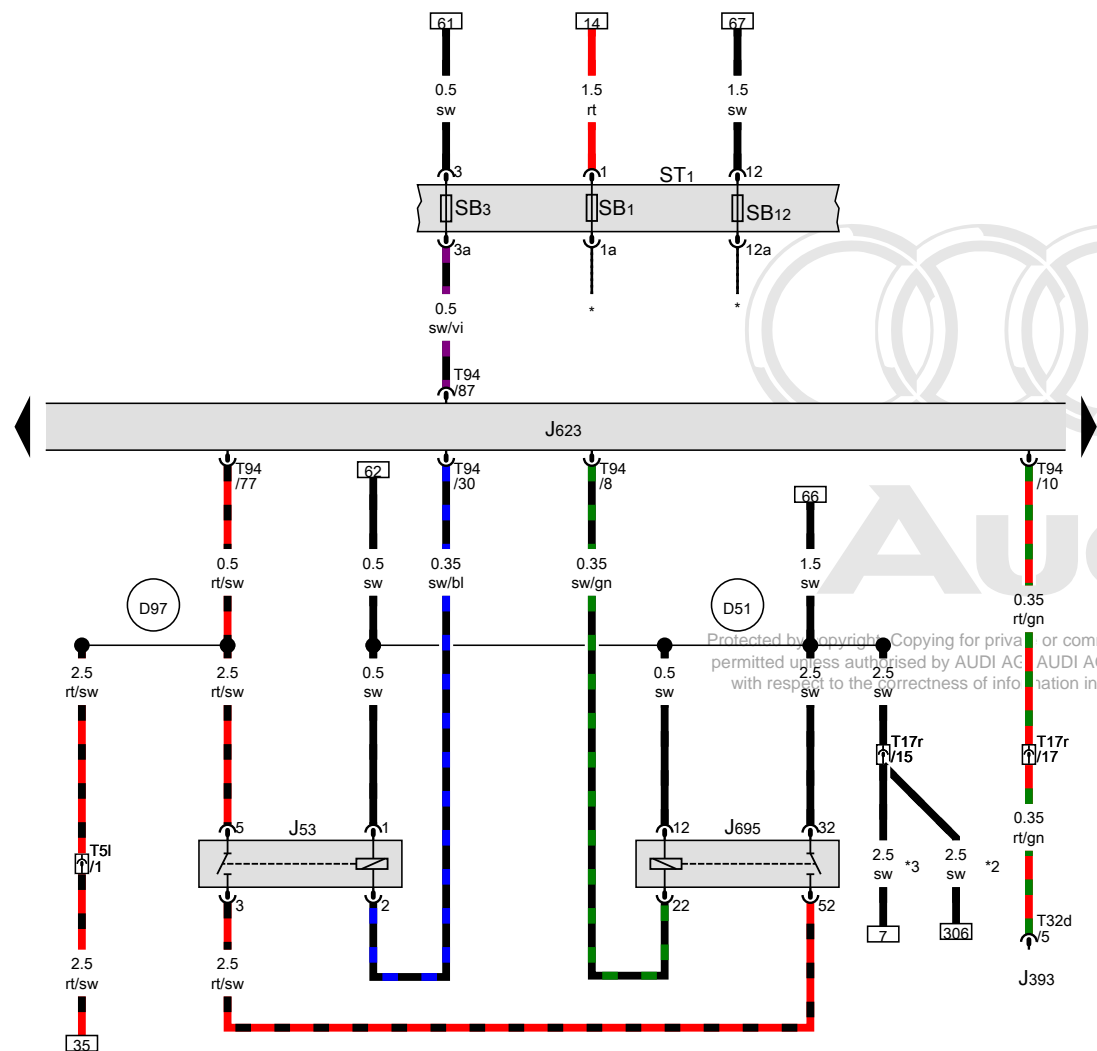 61
14
67
0.5
sw
1.5
rt
1.5
sw
3
1
ST1
12
SB3
SB1
SB12
3a
1a
12a
0.5
sw/vi
*
*
T94
/87
J623
T94
/77
62
T94
/30
T94
/8
66
T94
/10
Audi
0.5
rt/sw
0.5
sw
0.35
sw/bl
0.35
sw/gn
1.5
sw
D97
D51
0.35
rt/gn
Protected by copyright. Copying for priva or com
permitted unless authorised by AUDI AG. AUDI A
with respect to the correctness of information in
2.5
rt/sw
2.5
rt/sw
0.5
sw
0.5
sw
2.5
sw
2.5
sw
T17r
/15
T17r
/17
5
J53
1
12
J695
32
T5l
/1
0.35
rt/gn
2.5
sw
*3
2.5
sw
*2
3
2
22
52
7
306
T32d
/5
2.5
rt/sw
2.5
rt/sw
J393
35